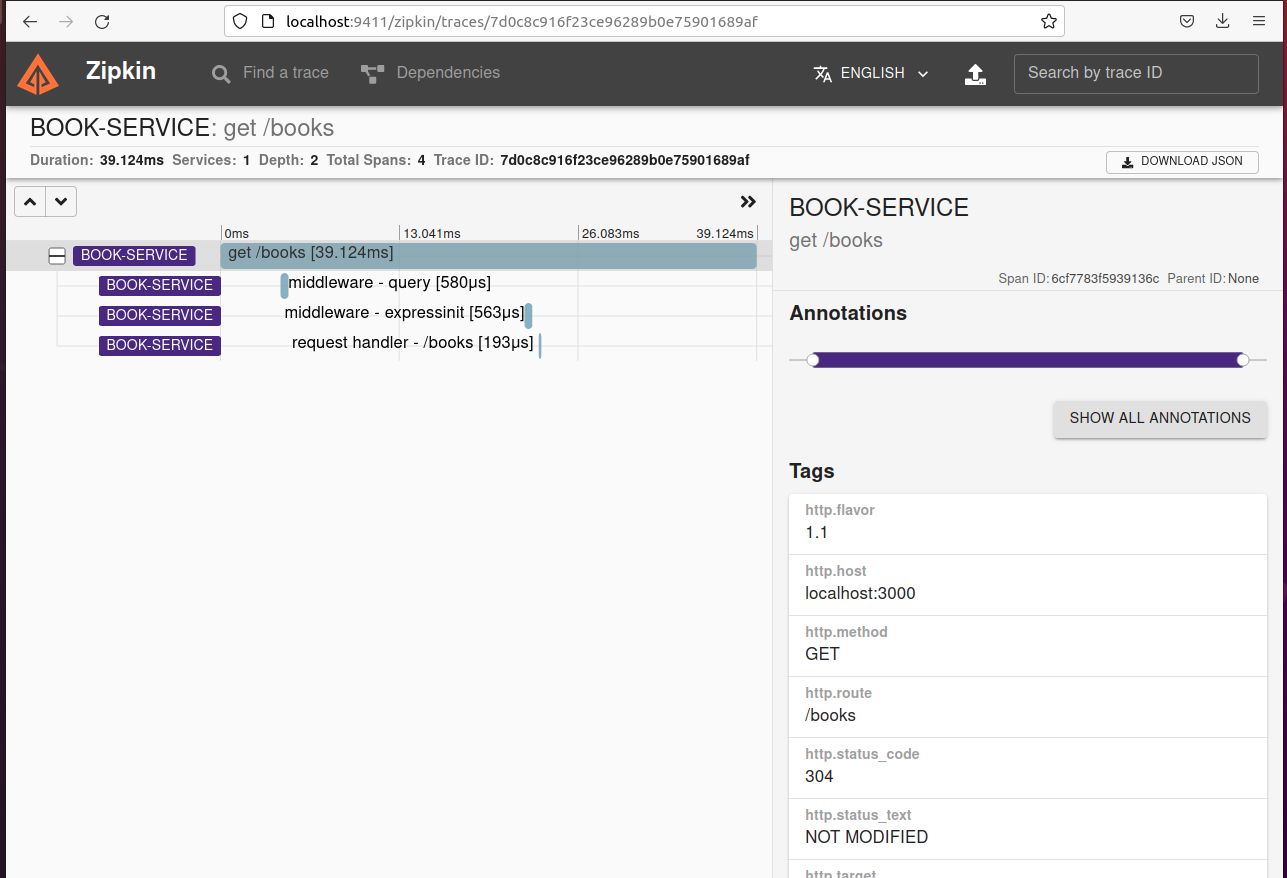 localhost:9411/zipkin/traces/7d0c8c916f23ce96289b0e75901689af
Zipkin
Find a trace
Dependencies
ENGLISH
Search by trace ID
BOOK-SERVICE: get /books
Duration: 39.124ms Services: 1 Depth: 2 Total Spans: 4 Trace ID: 7d0c8c916f23ce96289b0e75901689af
DOWNLOAD JSON
0ms 13.041ms 26.083ms 39.124ms
BOOK-SERVICE get /books [39.124ms]
BOOK-SERVICE middleware - query [580µs]
BOOK-SERVICE middleware - expressinit [563µs]
BOOK-SERVICE request handler - /books [193µs]
BOOK-SERVICE
get /books
Span ID: 6cf7783f5939136c Parent ID: None
Annotations
SHOW ALL ANNOTATIONS
Tags
http.flavor
1.1
http.host
localhost:3000
http.method
GET
http.route
/books
http.status_code
304
http.status_text
NOT MODIFIED
http.target